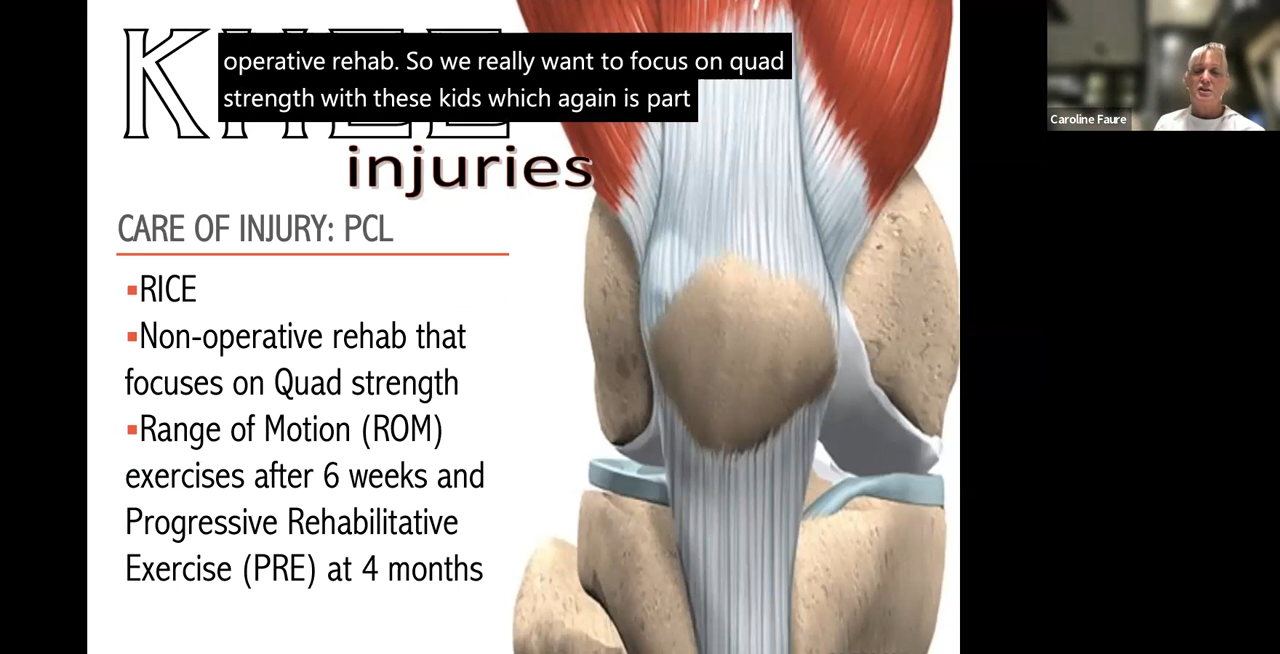 KNEE
operative rehab. So we really want to focus on quad
strength with these kids which again is part
injuries
Caroline Faure
CARE OF INJURY: PCL
▪RICE
▪Non-operative rehab that
focuses on Quad strength
▪Range of Motion (ROM)
exercises after 6 weeks and
Progressive Rehabilitative
Exercise (PRE) at 4 months